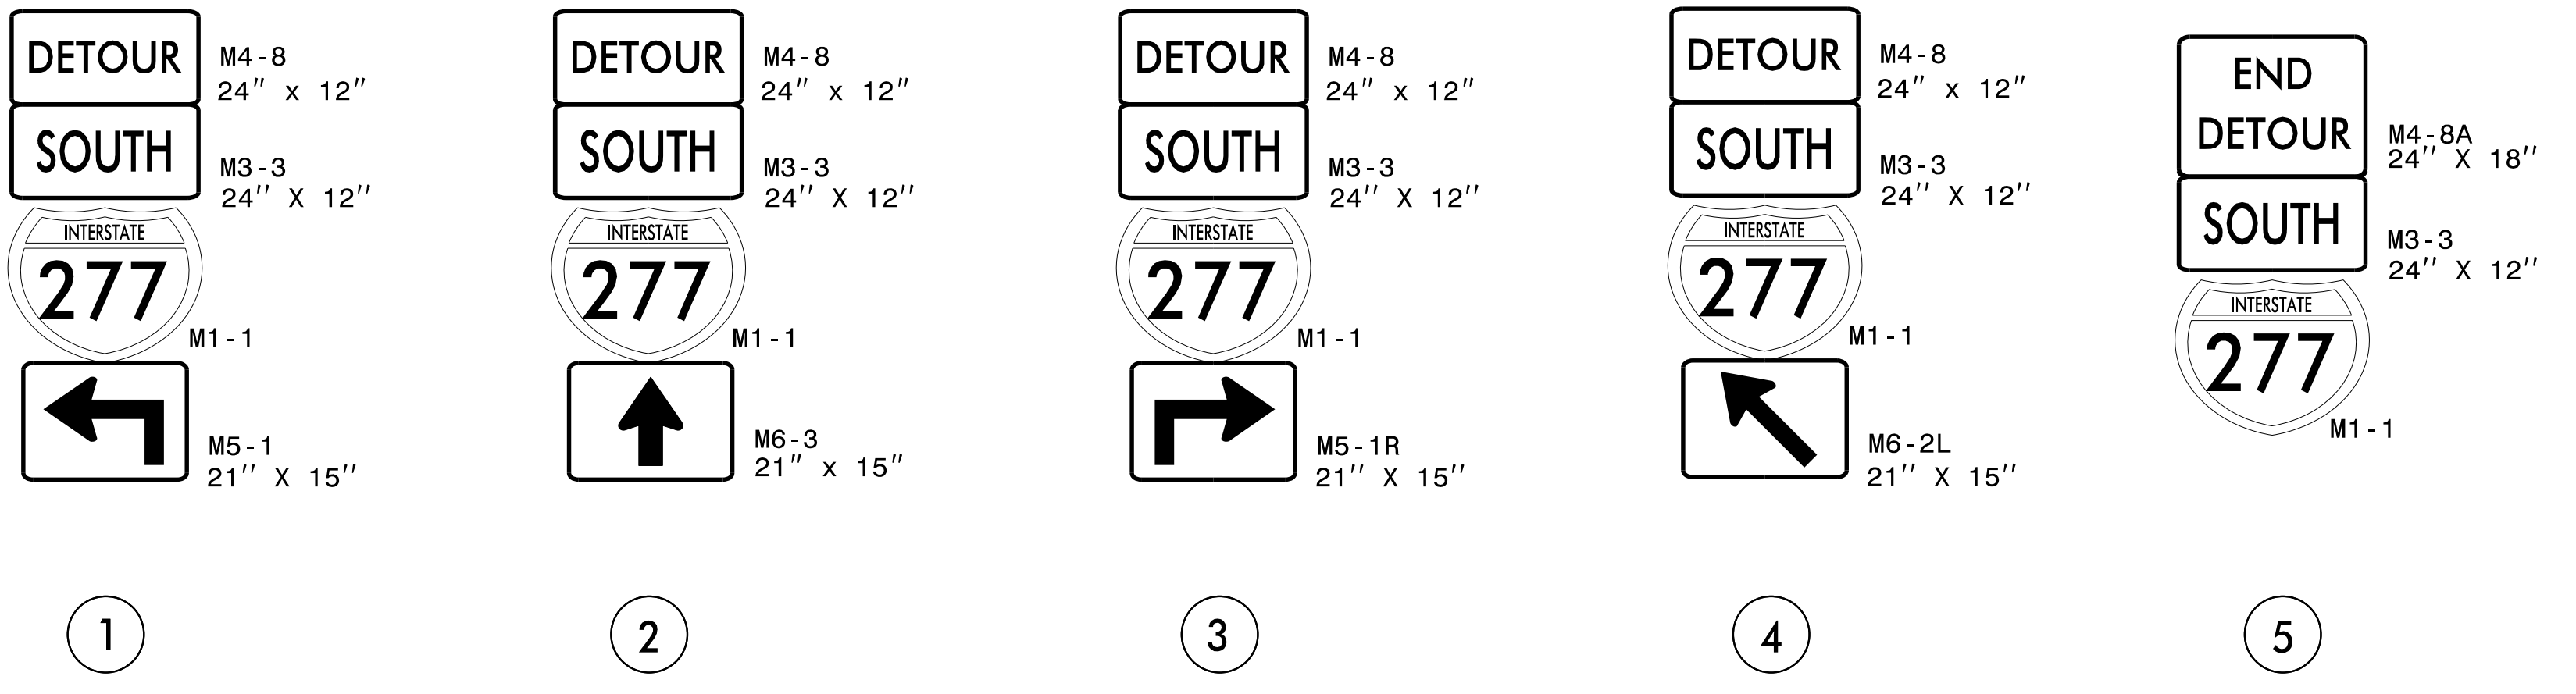 DETOUR
M4-8
24" x 12"
SOUTH
M3-3
24'' X 12''
INTERSTATE
277
M1-1
M5-1
21'' X 15''
1
DETOUR
M4-8
24" x 12"
SOUTH
M3-3
24'' X 12''
INTERSTATE
277
M1-1
M6-3
21" x 15"
2
DETOUR
M4-8
24" x 12"
SOUTH
M3-3
24'' X 12''
INTERSTATE
277
M1-1
M5-1R
21'' X 15''
3
DETOUR
M4-8
24" x 12"
SOUTH
M3-3
24'' X 12''
INTERSTATE
277
M1-1
M6-2L
21'' X 15''
4
END
DETOUR
M4-8A
24'' X 18''
SOUTH
M3-3
24'' X 12''
INTERSTATE
277
M1-1
5